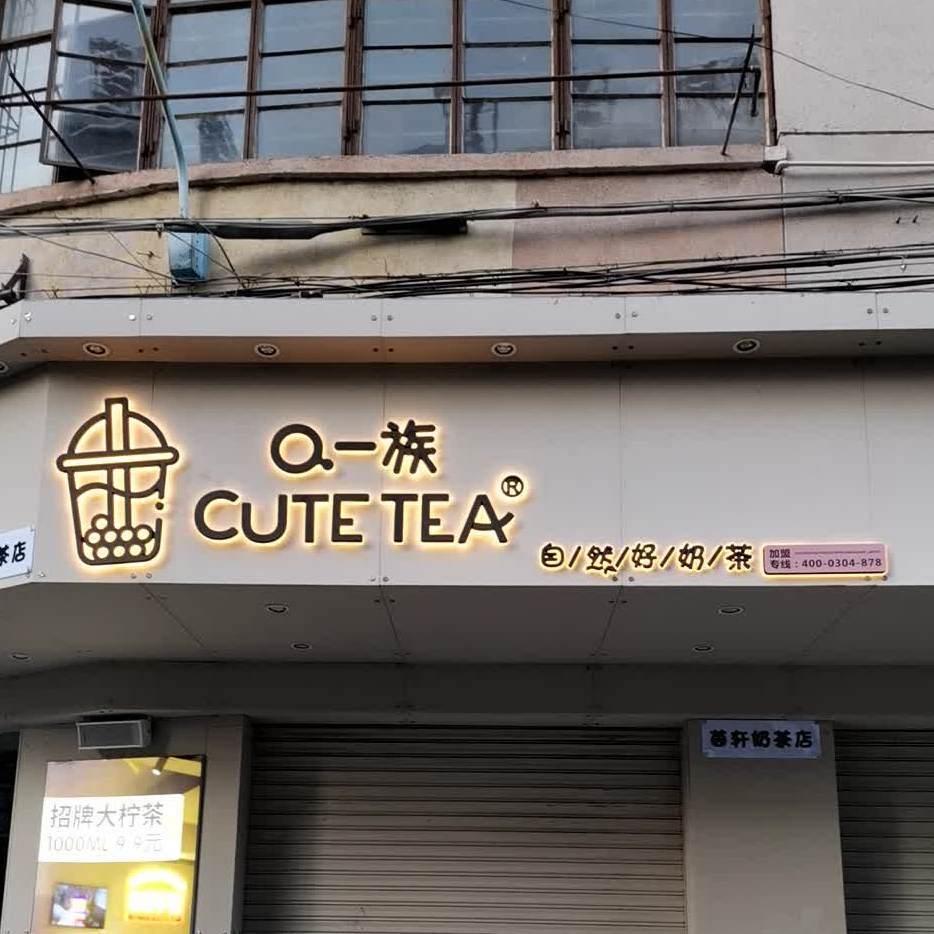 Q一族
CUTE TEA®
自/然/好/奶/茶
加盟
专线：400-0304-878
茶店
茵轩奶茶店
招牌大柠茶
1000ML 9.9元